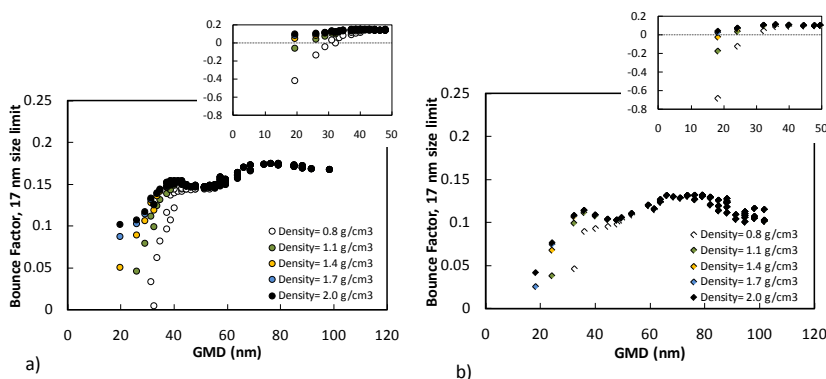 0.2
0
-0.2
-0.4
-0.6
-0.8
0 10 20 30 40 50
0.25
0.2
0.15
0.1
0.05
0
0 20 40 60 80 100 120
Bounce Factor, 17 nm size limit
GMD (nm)
Density= 0.8 g/cm3
Density= 1.1 g/cm3
Density= 1.4 g/cm3
Density= 1.7 g/cm3
Density= 2.0 g/cm3
a)
0.2
0
-0.2
-0.4
-0.6
-0.8
0 10 20 30 40 50
0.25
0.2
0.15
0.1
0.05
0
0 20 40 60 80 100 120
Bounce Factor, 17 nm size limit
GMD (nm)
Density= 0.8 g/cm3
Density= 1.1 g/cm3
Density= 1.4 g/cm3
Density= 1.7 g/cm3
Density= 2.0 g/cm3
b)